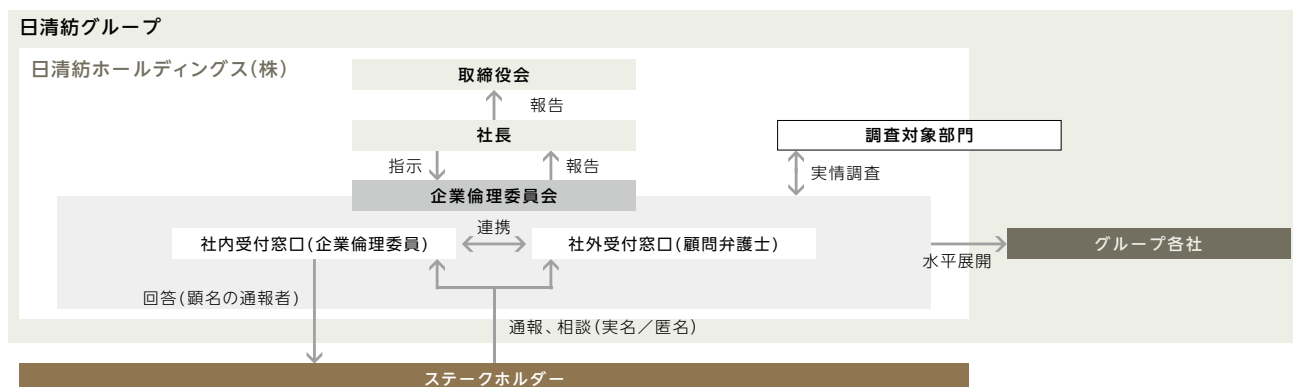 日清紡グループ
日清紡ホールディングス(株)
取締役会
報告
社長
調査対象部門
指示
報告
実情調査
企業倫理委員会
連携
社内受付窓口(企業倫理委員)
社外受付窓口(顧問弁護士)
グループ各社
水平展開
回答(顕名の通報者)
通報、相談(実名／匿名)
ステークホルダー